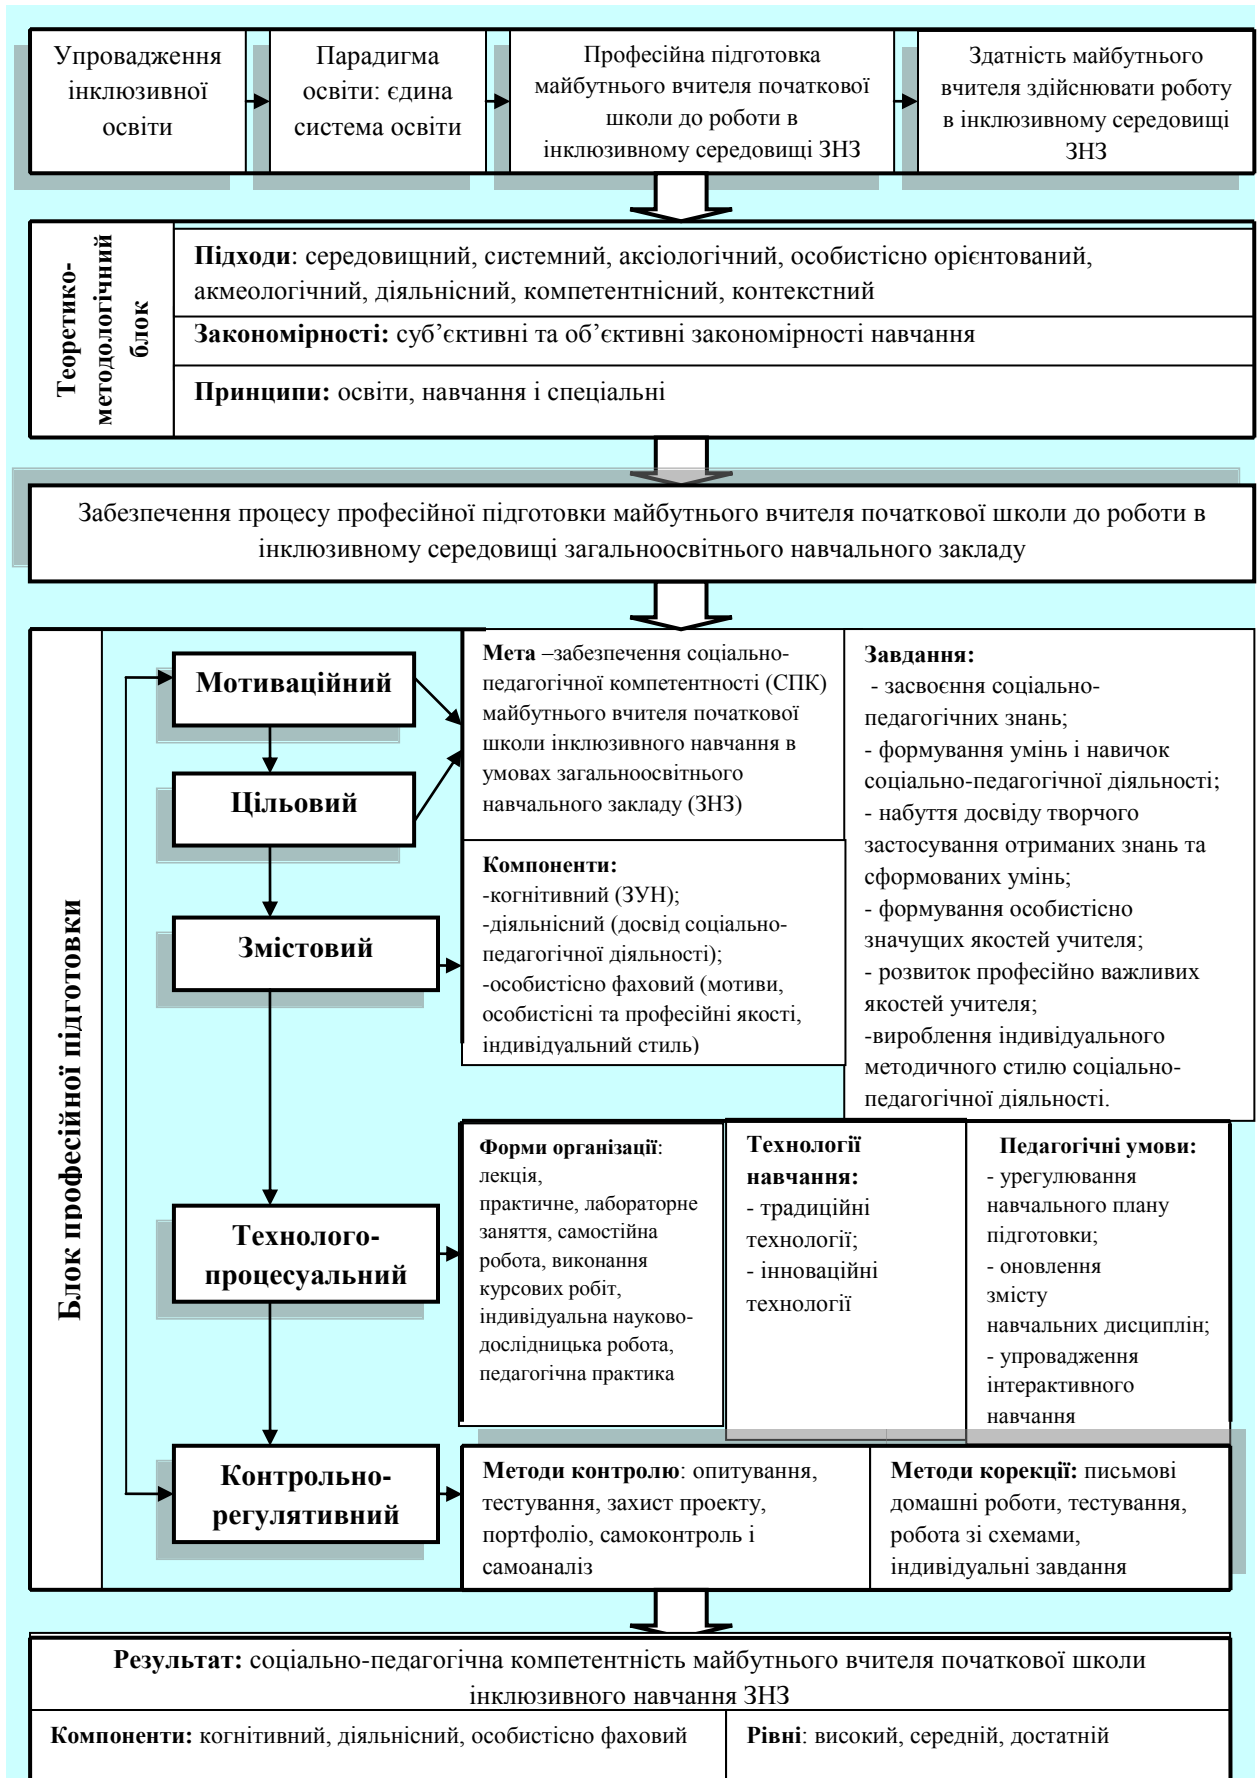 Упровадження
інклюзивної
освіти
Парадигма
освіти: єдина
система освіти
Професійна підготовка
майбутнього вчителя початкової
школи до роботи в
інклюзивному середовищі ЗНЗ
Здатність майбутнього
вчителя здійснювати роботу
в інклюзивному середовищі
ЗНЗ
Теоретико-
методологічний
блок
Підходи: середовищний, системний, аксіологічний, особистісно орієнтований,
акмеологічний, діяльнісний, компетентнісний, контекстний
Закономірності: суб’єктивні та об’єктивні закономірності навчання
Принципи: освіти, навчання і спеціальні
Забезпечення процесу професійної підготовки майбутнього вчителя початкової школи до роботи в
інклюзивному середовищі загальноосвітнього навчального закладу
Блок професійної підготовки
Мотиваційний
Цільовий
Змістовий
Технолого-
процесуальний
Контрольно-
регулятивний
Мета –забезпечення соціально-
педагогічної компетентності (СПК)
майбутнього вчителя початкової
школи інклюзивного навчання в
умовах загальноосвітнього
навчального закладу (ЗНЗ)
Компоненти:
-когнітивний (ЗУН);
-діяльнісний (досвід соціально-
педагогічної діяльності);
-особистісно фаховий (мотиви,
особистісні та професійні якості,
індивідуальний стиль)
Завдання:
- засвоєння соціально-
педагогічних знань;
- формування умінь і навичок
соціально-педагогічної діяльності;
- набуття досвіду творчого
застосування отриманих знань та
сформованих умінь;
- формування особистісно
значущих якостей учителя;
- розвиток професійно важливих
якостей учителя;
-вироблення індивідуального
методичного стилю соціально-
педагогічної діяльності.
Форми організації:
лекція,
практичне, лабораторне
заняття, самостійна
робота, виконання
курсових робіт,
індивідуальна науково-
дослідницька робота,
педагогічна практика
Технології
навчання:
- традиційні
технології;
- інноваційні
технології
Педагогічні умови:
- урегулювання
навчального плану
підготовки;
- оновлення
змісту
навчальних дисциплін;
- упровадження
інтерактивного
навчання
Методи контролю: опитування,
тестування, захист проекту,
портфоліо, самоконтроль і
самоаналіз
Методи корекції: письмові
домашні роботи, тестування,
робота зі схемами,
індивідуальні завдання
Результат: соціально-педагогічна компетентність майбутнього вчителя початкової школи
інклюзивного навчання ЗНЗ
Компоненти: когнітивний, діяльнісний, особистісно фаховий
Рівні: високий, середній, достатній